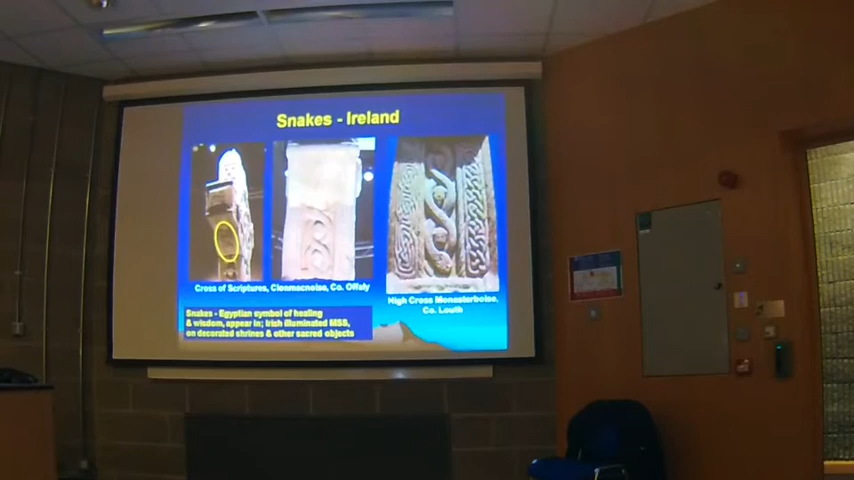 Snakes - Ireland
Cross of Scriptures, Clonmacnoise, Co. Offaly
High Cross Monasterboise,
Co. Louth
Snakes - Egyptian symbol of healing
& wisdom, appear in; Irish illuminated MSS,
on decorated shrines & other sacred objects